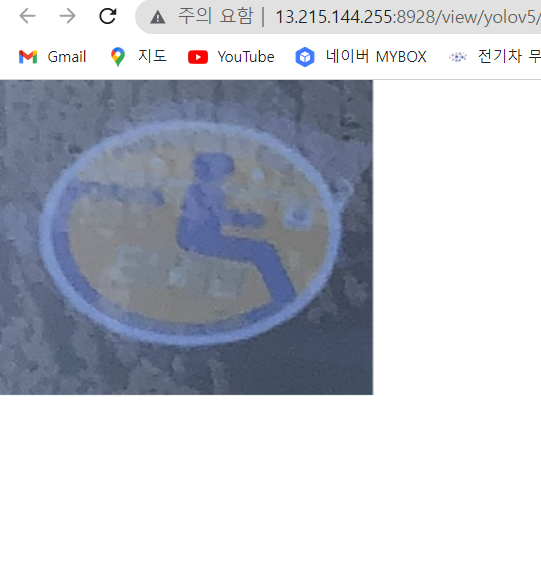 주의 요함 | 13.215.144.255:8928/view/yolov5/
Gmail 지도 YouTube 네이버 MYBOX 전기차 무